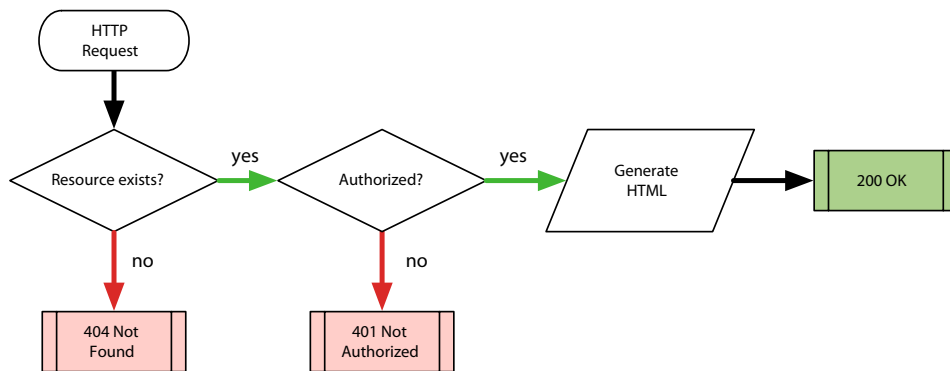 HTTP
Request
Resource exists?
yes
Authorized?
yes
Generate
HTML
200 OK
no
no
404 Not
Found
401 Not
Authorized